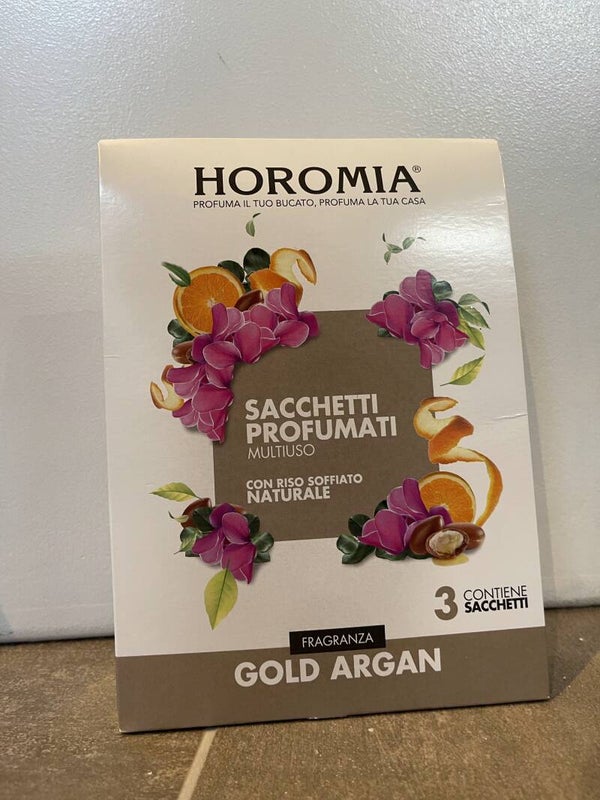 HOROMIA®
PROFUMA IL TUO BUCATO, PROFUMA LA TUA CASA
SACCHETTI
PROFUMATI
MULTIUSO
CON RISO SOFFIATO
NATURALE
3 CONTIENE
SACCHETTI
FRAGRANZA
GOLD ARGAN